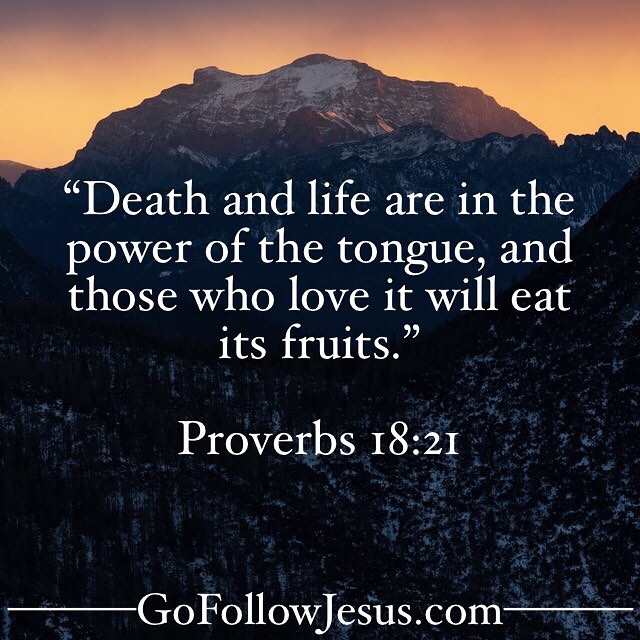 “Death and life are in the
power of the tongue, and
those who love it will eat
its fruits.”
Proverbs 18:21
GoFollowJesus.com